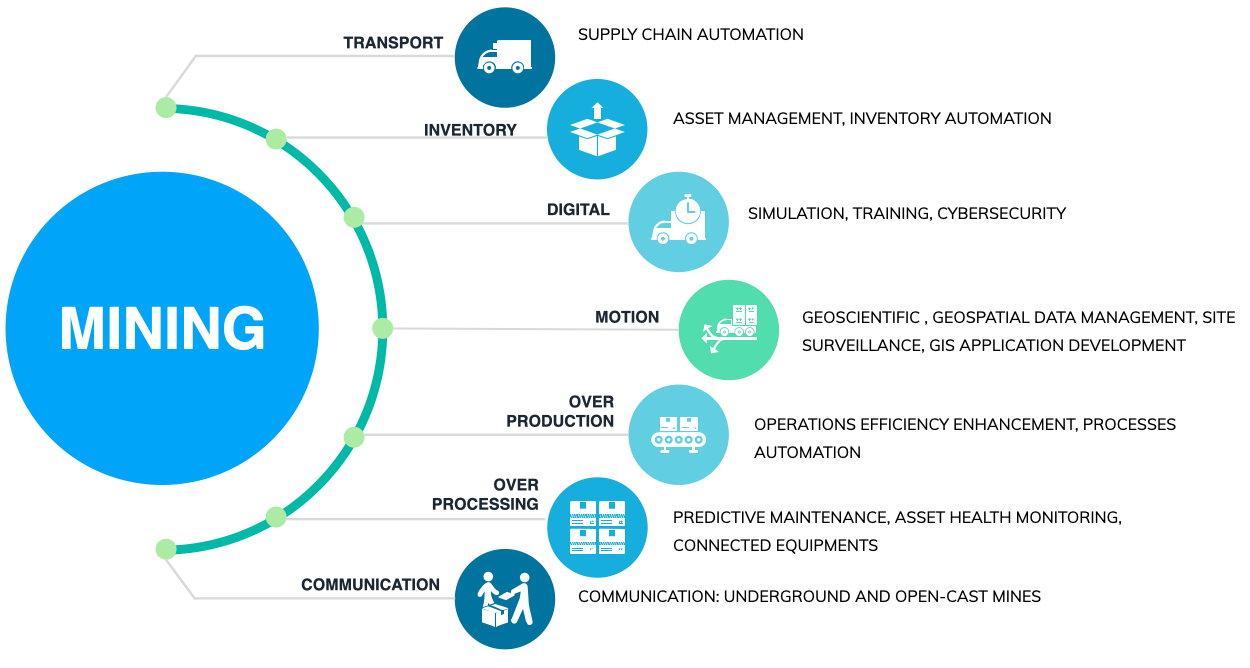 MINING
TRANSPORT
SUPPLY CHAIN AUTOMATION
INVENTORY
ASSET MANAGEMENT, INVENTORY AUTOMATION
DIGITAL
SIMULATION, TRAINING, CYBERSECURITY
MOTION
GEOSCIENTIFIC , GEOSPATIAL DATA MANAGEMENT, SITE
SURVEILLANCE, GIS APPLICATION DEVELOPMENT
OVER
PRODUCTION
OPERATIONS EFFICIENCY ENHANCEMENT, PROCESSES
AUTOMATION
OVER
PROCESSING
PREDICTIVE MAINTENANCE, ASSET HEALTH MONITORING,
CONNECTED EQUIPMENTS
COMMUNICATION
COMMUNICATION: UNDERGROUND AND OPEN-CAST MINES